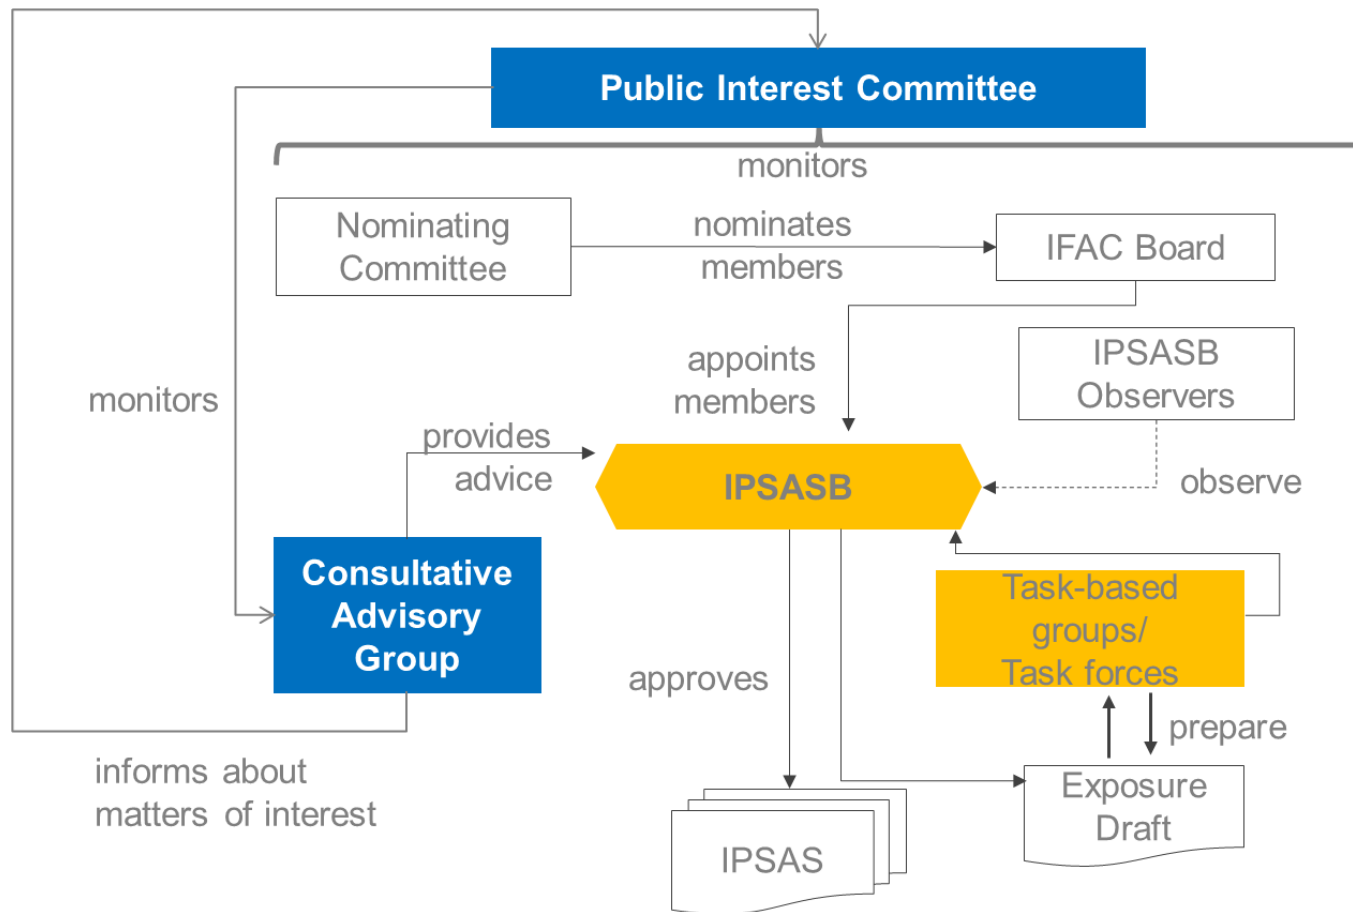 Public Interest Committee
monitors
Nominating
Committee
nominates
members
IFAC Board
IPSASB
Observers
appoints
members
monitors
provides
advice
IPSASB
observe
Consultative
Advisory
Group
Task-based
groups/
Task forces
approves
prepare
informs about
matters of interest
Exposure
Draft
IPSAS